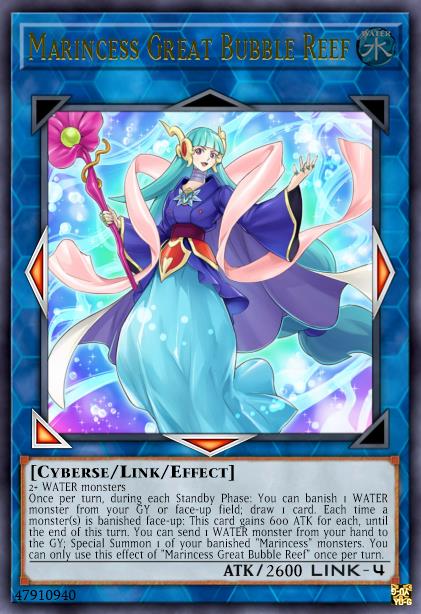 MARINCESS GREAT BUBBLE REEF
WATER
水
[CYBERSE/LINK/EFFECT]
2+ WATER monsters
Once per turn, during each Standby Phase: You can banish 1 WATER
monster from your GY or face-up field; draw 1 card. Each time a
monster(s) is banished face-up: This card gains 600 ATK for each, until
the end of this turn. You can send 1 WATER monster from your hand to
the GY; Special Summon 1 of your banished "Marincess" monsters. You
can only use this effect of "Marincess Great Bubble Reef" once per turn.
ATK/2600 LINK-4
47910940